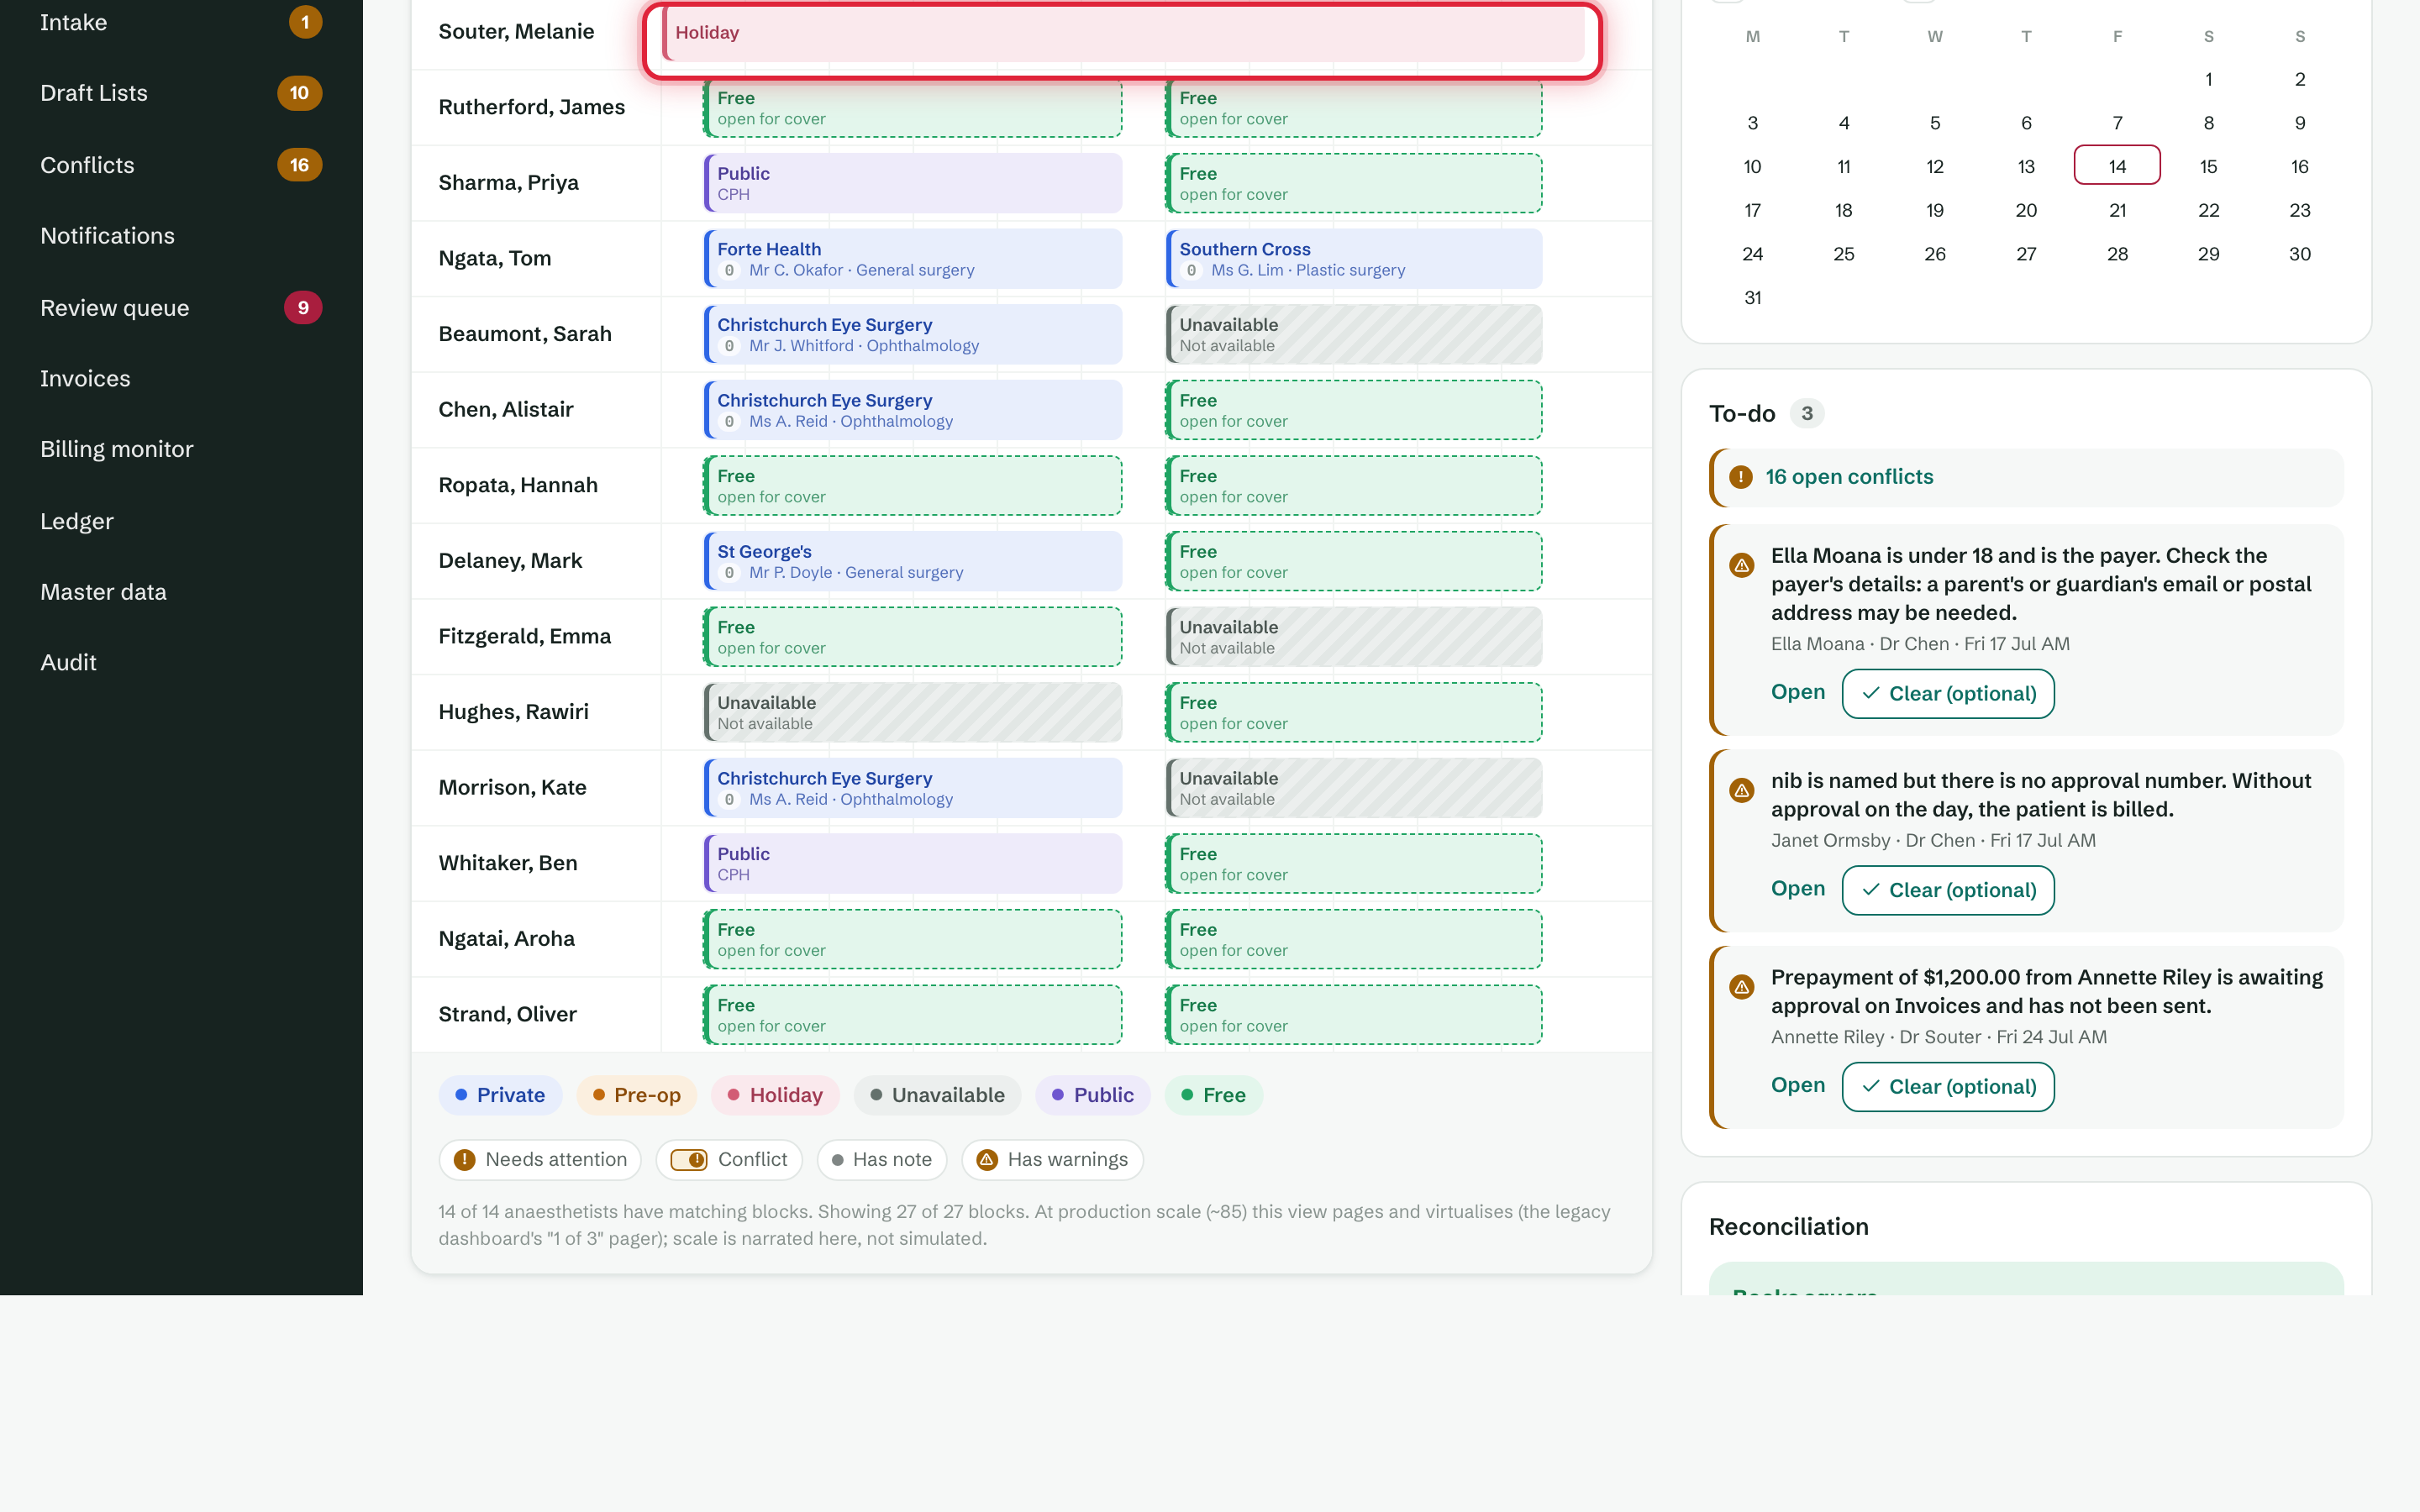 Intake 1
Draft Lists 10
Conflicts 16
Notifications
Review queue 9
Invoices
Billing monitor
Ledger
Master data
Audit
Souter, Melanie
Holiday
Rutherford, James
Free
open for cover
Free
open for cover
Sharma, Priya
Public
CPH
Free
open for cover
Ngata, Tom
Forte Health
0 Mr C. Okafor · General surgery
Southern Cross
0 Ms G. Lim · Plastic surgery
Beaumont, Sarah
Christchurch Eye Surgery
0 Mr J. Whitford · Ophthalmology
Unavailable
Not available
Chen, Alistair
Christchurch Eye Surgery
0 Ms A. Reid · Ophthalmology
Free
open for cover
Ropata, Hannah
Free
open for cover
Free
open for cover
Delaney, Mark
St George's
0 Mr P. Doyle · General surgery
Free
open for cover
Fitzgerald, Emma
Free
open for cover
Unavailable
Not available
Hughes, Rawiri
Unavailable
Not available
Free
open for cover
Morrison, Kate
Christchurch Eye Surgery
0 Ms A. Reid · Ophthalmology
Unavailable
Not available
Whitaker, Ben
Public
CPH
Free
open for cover
Ngatai, Aroha
Free
open for cover
Free
open for cover
Strand, Oliver
Free
open for cover
Free
open for cover
Private Pre-op Holiday Unavailable Public Free
Needs attention Conflict Has note Has warnings
14 of 14 anaesthetists have matching blocks. Showing 27 of 27 blocks. At production scale (~85) this view pages and virtualises (the legacy
dashboard's "1 of 3" pager); scale is narrated here, not simulated.
M T W T F S S
1 2
3 4 5 6 7 8 9
10 11 12 13 14 15 16
17 18 19 20 21 22 23
24 25 26 27 28 29 30
31
To-do 3
16 open conflicts
Ella Moana is under 18 and is the payer. Check the
payer's details: a parent's or guardian's email or postal
address may be needed.
Ella Moana · Dr Chen · Fri 17 Jul AM
Open Clear (optional)
nib is named but there is no approval number. Without
approval on the day, the patient is billed.
Janet Ormsby · Dr Chen · Fri 17 Jul AM
Open Clear (optional)
Prepayment of $1,200.00 from Annette Riley is awaiting
approval on Invoices and has not been sent.
Annette Riley · Dr Souter · Fri 24 Jul AM
Open Clear (optional)
Reconciliation